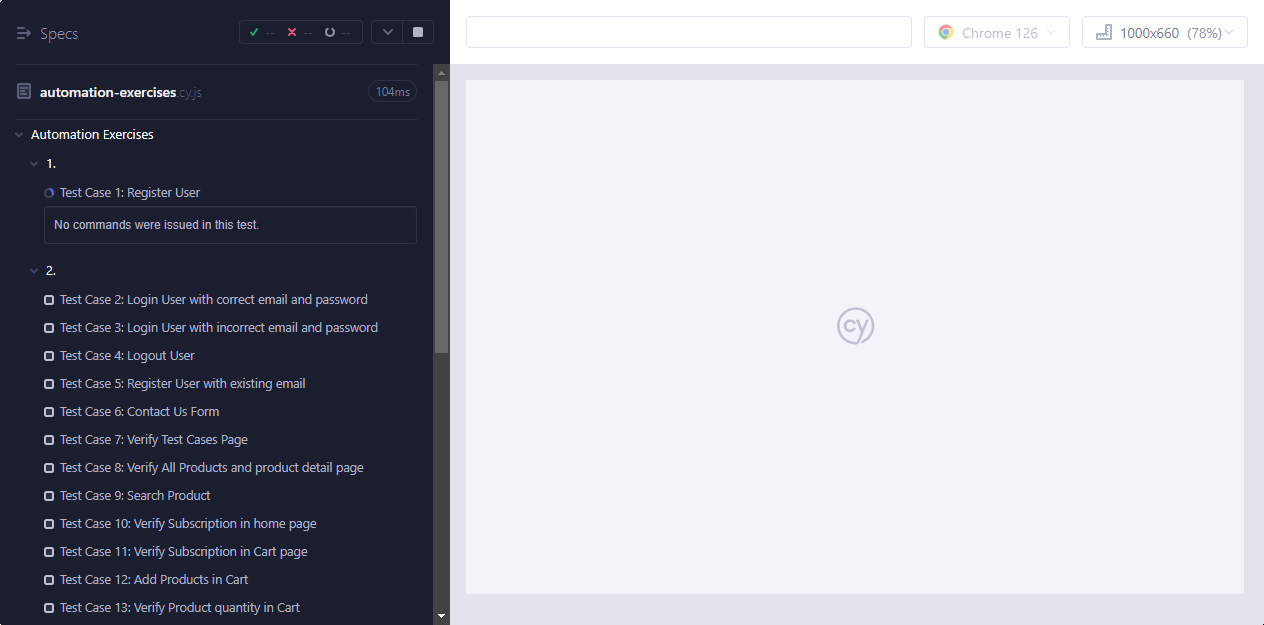 Specs
-- -- --
Chrome 126
1000x660 (78%)
automation-exercises.cy.js
104ms
Automation Exercises
1.
Test Case 1: Register User
No commands were issued in this test.
2.
Test Case 2: Login User with correct email and password
Test Case 3: Login User with incorrect email and password
Test Case 4: Logout User
Test Case 5: Register User with existing email
Test Case 6: Contact Us Form
Test Case 7: Verify Test Cases Page
Test Case 8: Verify All Products and product detail page
Test Case 9: Search Product
Test Case 10: Verify Subscription in home page
Test Case 11: Verify Subscription in Cart page
Test Case 12: Add Products in Cart
Test Case 13: Verify Product quantity in Cart
cy